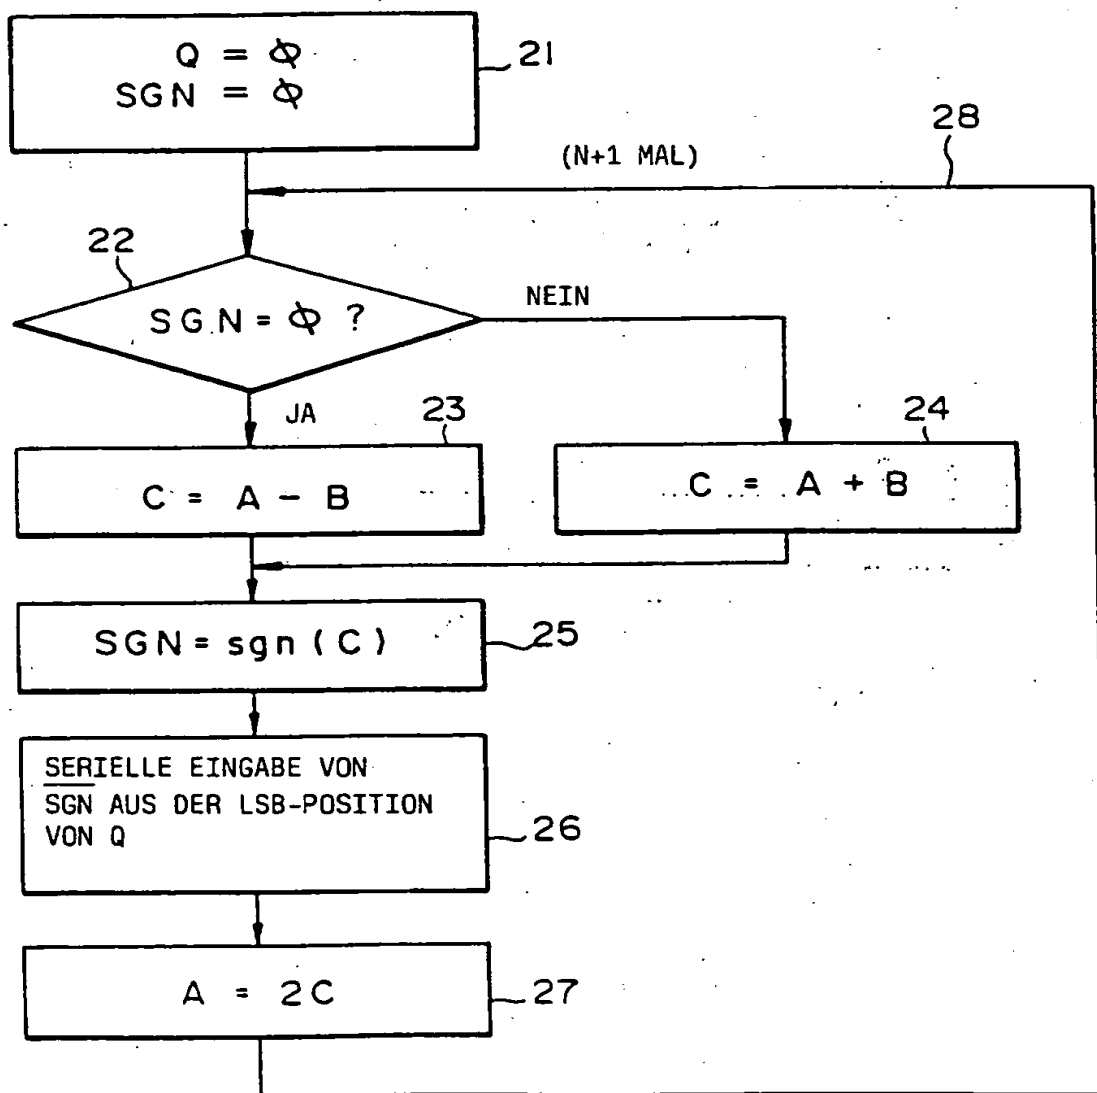 Q = ϕ
SGN = ϕ
21
28
(N+1 MAL)
22
SGN = ϕ ?
NEIN
JA
23
C = A - B
24
C = A + B
SGN = sgn (C)
25
SERIELLE EINGABE VON
S̅G̅N̅ AUS DER LSB-POSITION
VON Q
26
A = 2C
27